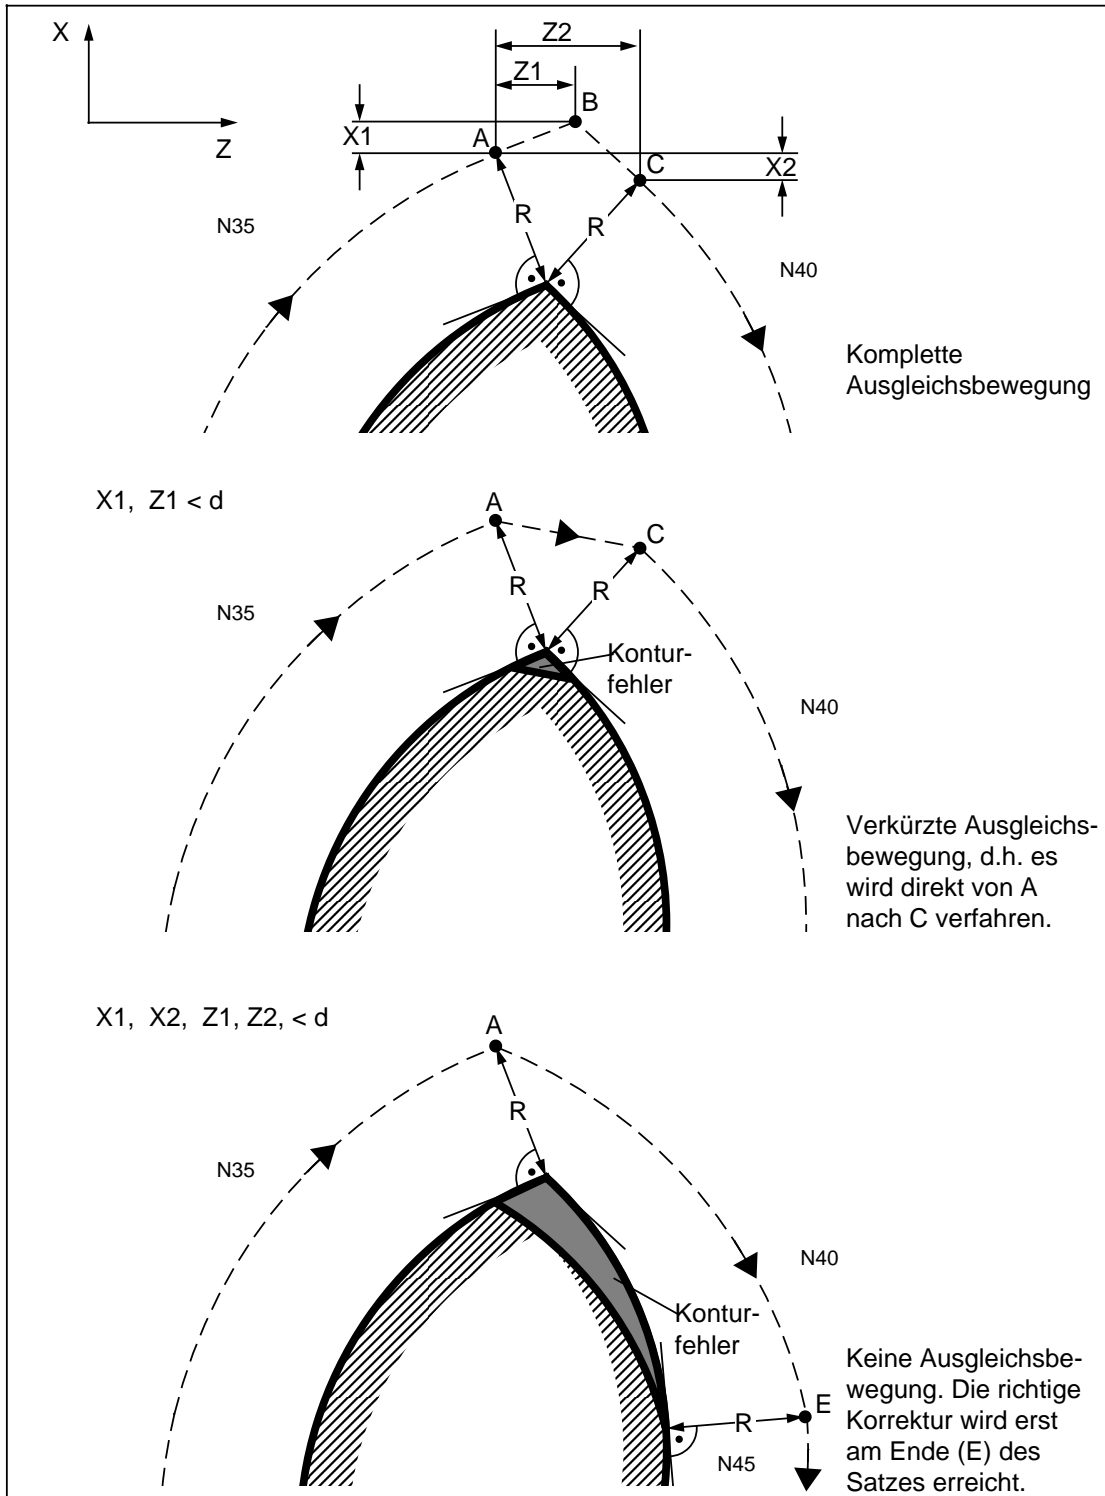 X
Z2
Z1
B
X1
A
Z
C
X2
R
R
N35
N40
Komplette
Ausgleichsbewegung
X1, Z1 < d
A
C
R
R
N35
Kontur-
fehler
N40
Verkürzte Ausgleichs-
bewegung, d.h. es
wird direkt von A
nach C verfahren.
X1, X2, Z1, Z2, < d
A
R
N35
N40
Kontur-
fehler
Keine Ausgleichsbe-
wegung. Die richtige
Korrektur wird erst
am Ende (E) des
Satzes erreicht.
E
R
N45